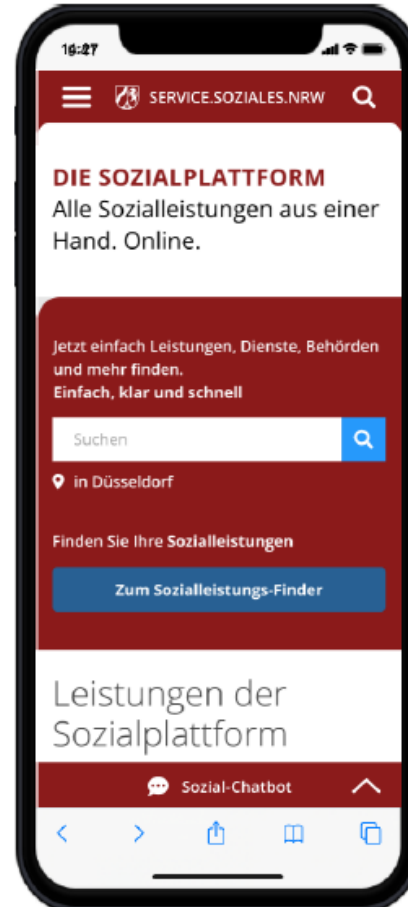 16:27
SERVICE.SOZIALES.NRW
DIE SOZIALPLATTFORM
Alle Sozialleistungen aus einer
Hand. Online.
Jetzt einfach Leistungen, Dienste, Behörden
und mehr finden.
Einfach, klar und schnell
Suchen
in Düsseldorf
Finden Sie Ihre Sozialleistungen
Zum Sozialleistungs-Finder
Leistungen der
Sozialplattform
Sozial-Chatbot